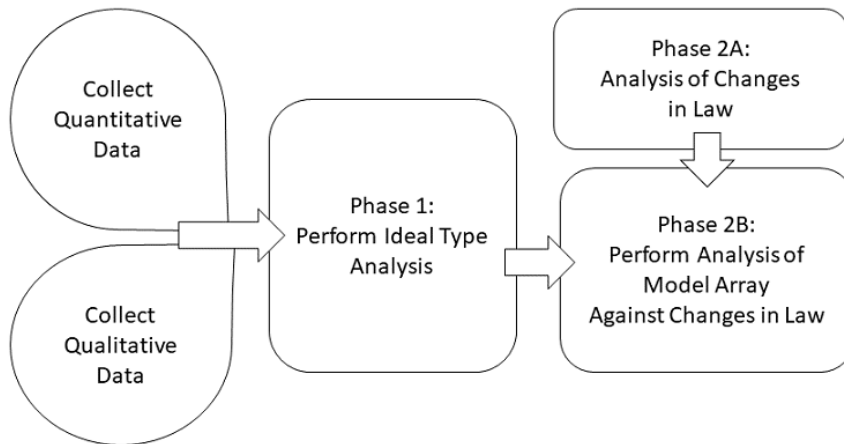 Collect
Quantitative
Data
Collect
Qualitative
Data
Phase 1:
Perform Ideal Type
Analysis
Phase 2A:
Analysis of Changes
in Law
Phase 2B:
Perform Analysis of
Model Array
Against Changes in Law